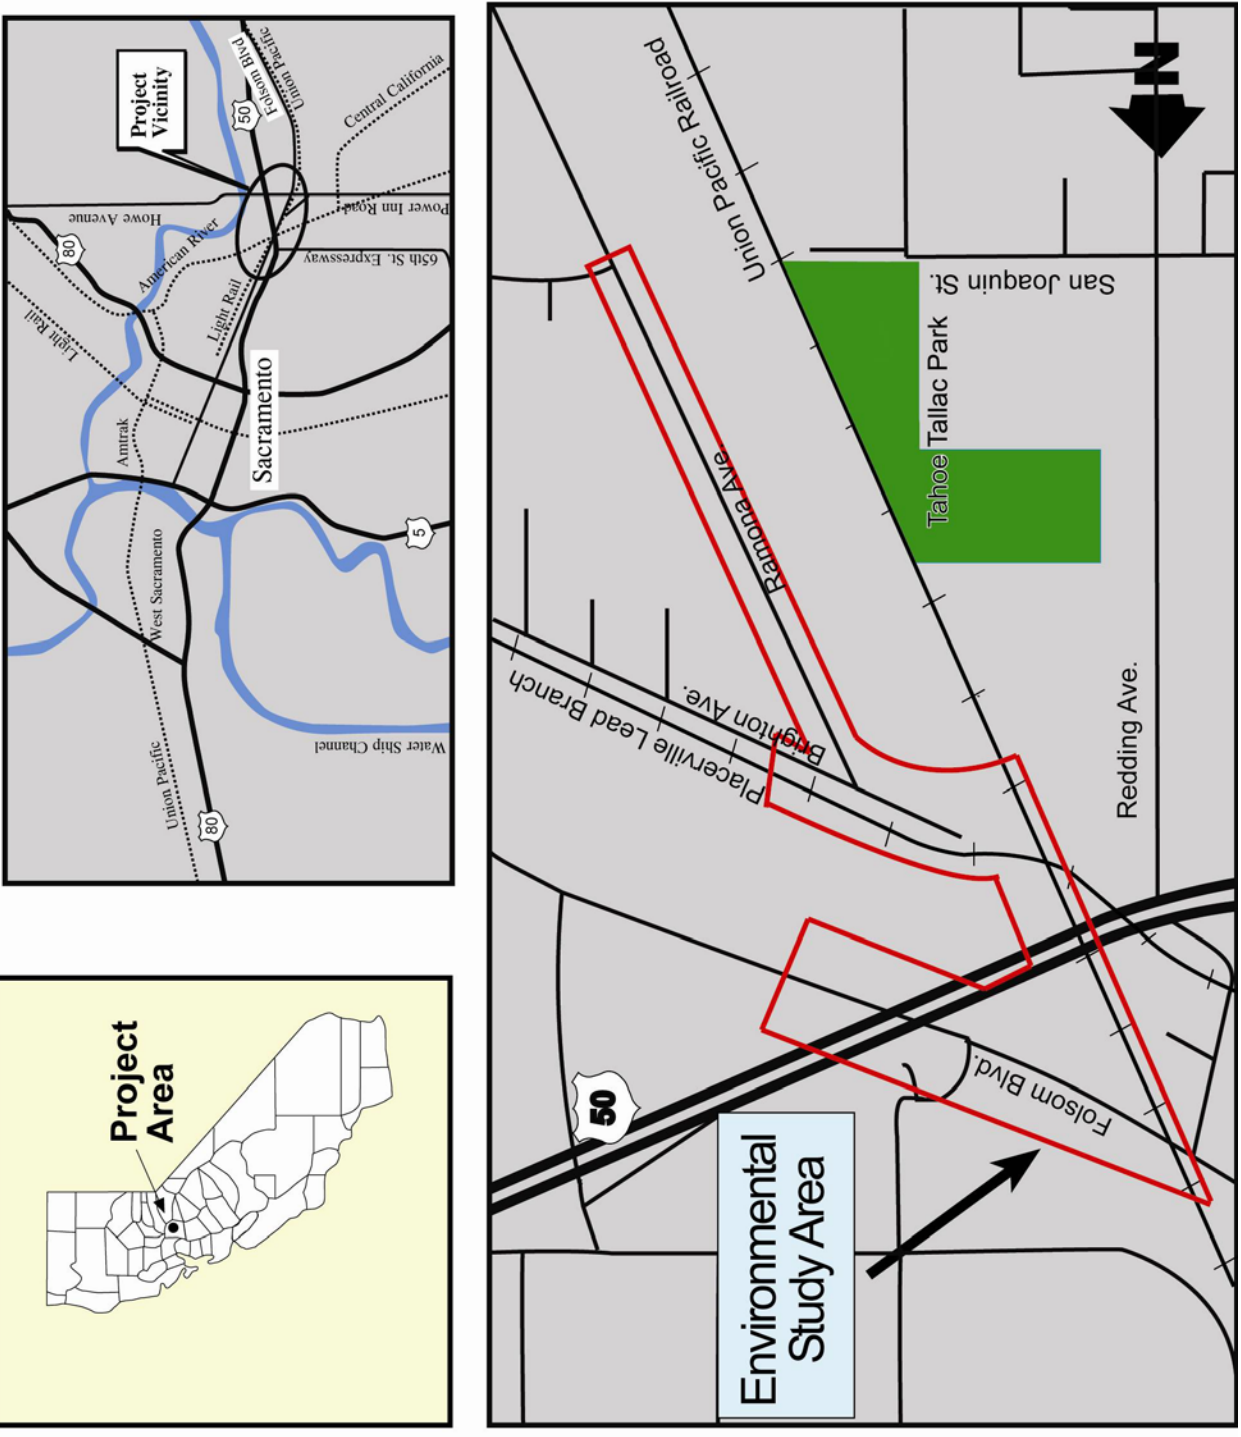 Project
Vicinity
50
Folsom Blvd
Union Pacific
Central California
Howe Avenue
Power Inn Road
80
American River
65th St. Expressway
Light Rail
Light Rail
Sacramento
Amtrak
West Sacramento
5
Water Ship Channel
Union Pacific
80
Project
Area
N
Union Pacific Railroad
San Joaquin St.
Tahoe Tallac Park
Ramona Ave.
Brighton Ave.
Placerville Lead Branch
Redding Ave.
50
Folsom Blvd.
Environmental
Study Area